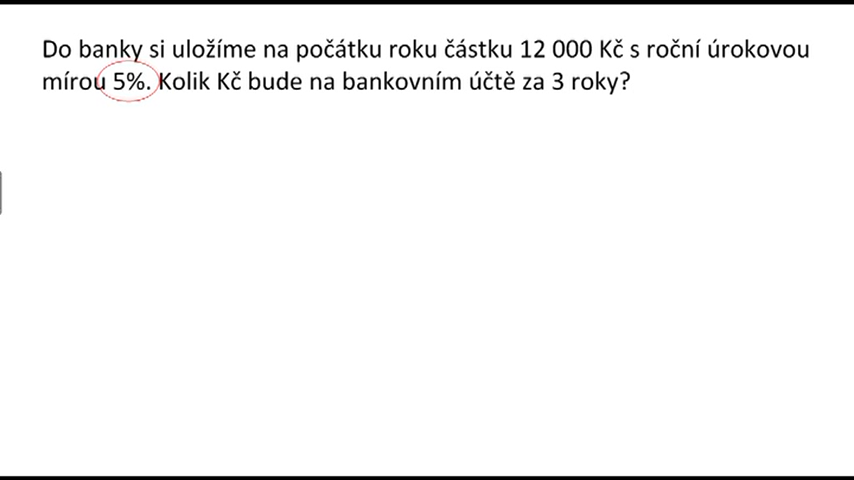 Do banky si uložíme na počátku roku částku 12 000 Kč s roční úrokovou
mírou 5%. Kolik Kč bude na bankovním účtě za 3 roky?